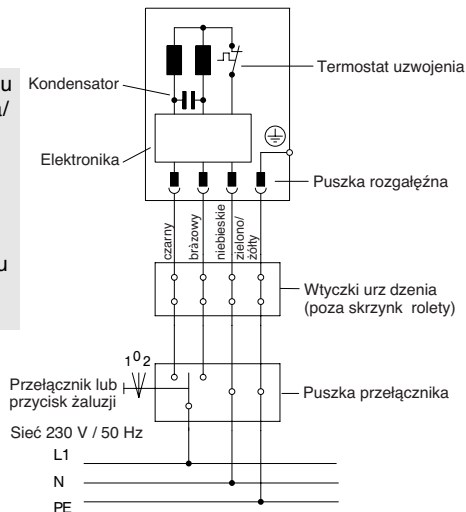 u
a/
u
Kondensator
Elektronika
Termostat uzwojenia
Puszka rozgałęźna
czarny
bràzowy
niebieskie
zielono/
żółty
Wtyczki urz dzenia
(poza skrzynk rolety)
1 0 2
Przełącznik lub
przycisk żaluzji
Puszka przełącznika
Sieć 230 V / 50 Hz
L1
N
PE